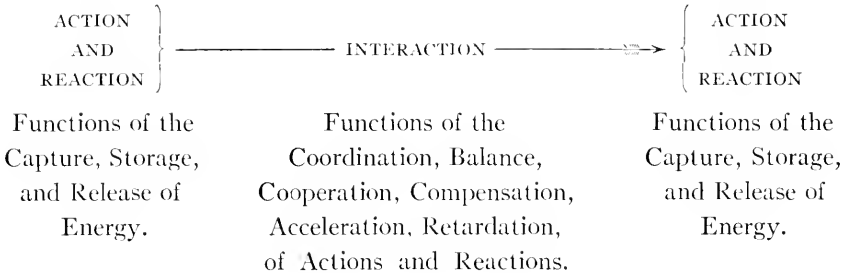 ACTION
AND
REACTION
INTERACTION
ACTION
AND
REACTION
Functions of the
Capture, Storage,
and Release of
Energy.
Functions of the
Coordination, Balance,
Cooperation, Compensation,
Acceleration, Retardation,
of Actions and Reactions.
Functions of the
Capture, Storage,
and Release of
Energy.